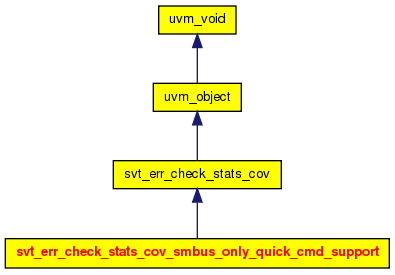 uvm_void
uvm_object
svt_err_check_stats_cov
svt_err_check_stats_cov_smbus_only_quick_cmd_support